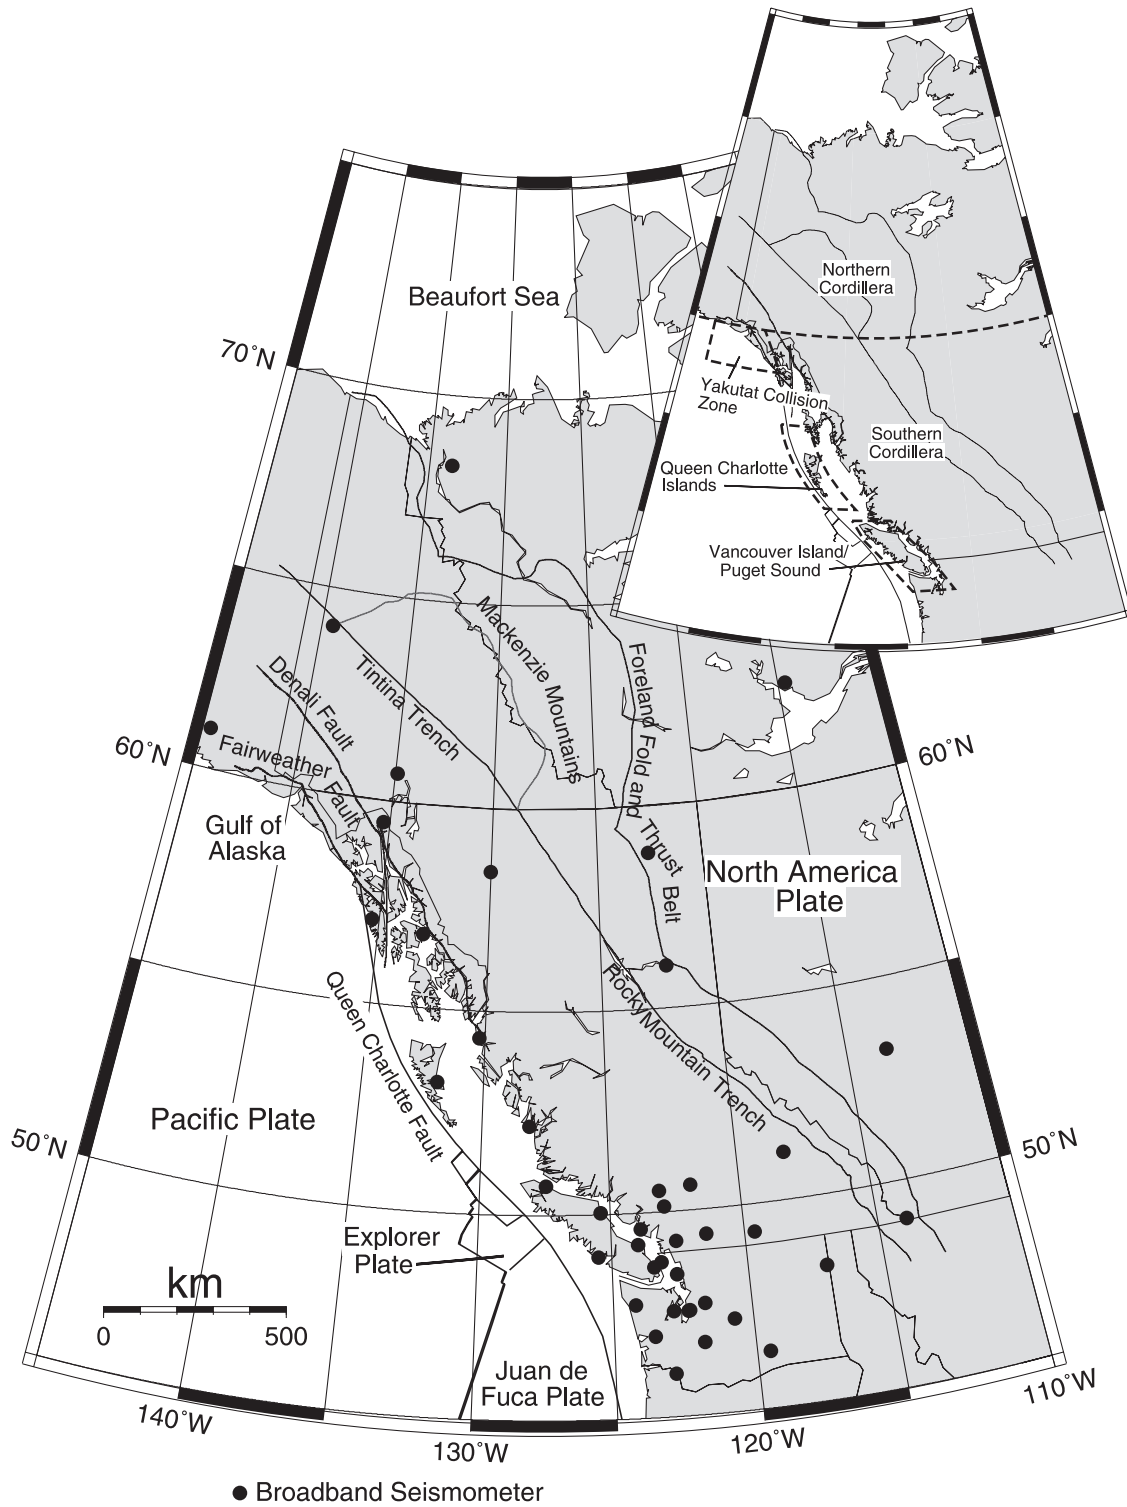 Northern
Cordillera
Yakutat Collision
Zone
Southern
Cordillera
Queen Charlotte
Islands
Vancouver Island/
Puget Sound
Beaufort Sea
70˚N
Mackenzie Mountains
Foreland Fold and
Thrust Belt
Tintina Trench
Denali Fault
60˚N
Fairweather
Fault
60˚N
Gulf of
Alaska
North America
Plate
Queen Charlotte Fault
Rocky Mountain Trench
Pacific Plate
50˚N
50˚N
Explorer
Plate
km
0
500
Juan de
Fuca Plate
140˚W
130˚W
120˚W
110˚W
Broadband Seismometer